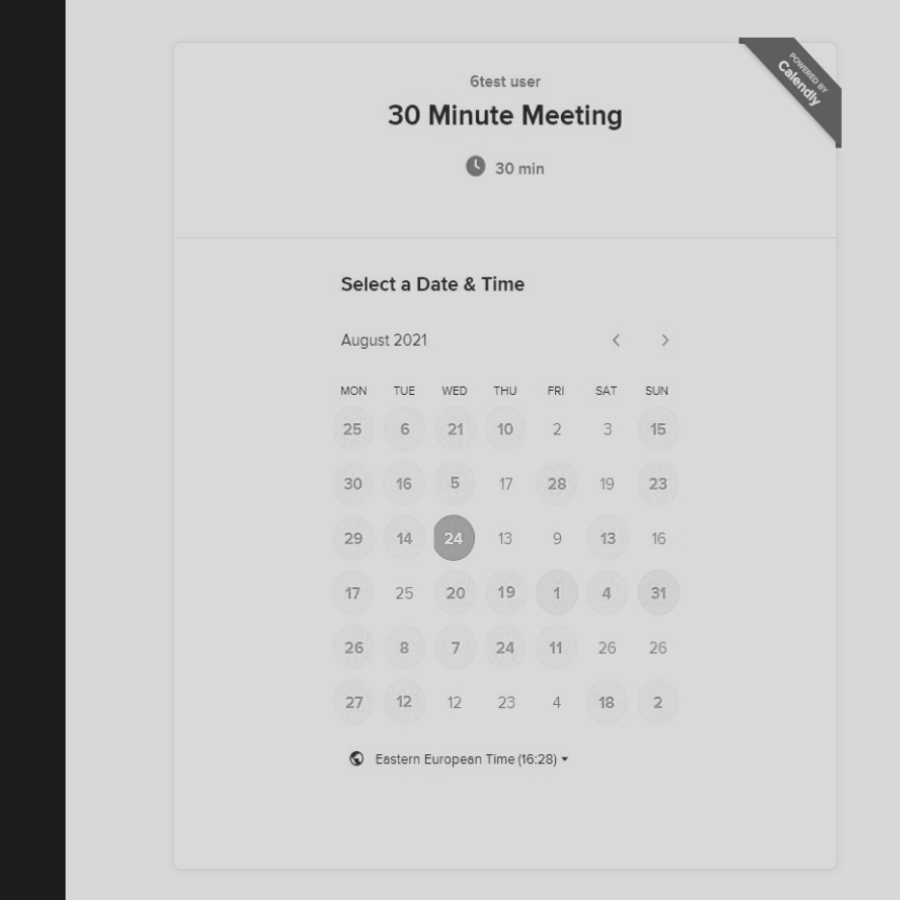 POWERED BY
Calendly
6test user
30 Minute Meeting
30 min
Select a Date & Time
August 2021
MON TUE WED THU FRI SAT SUN
25 6 21 10 2 3 15
30 16 5 17 28 19 23
29 14 24 13 9 13 16
17 25 20 19 1 4 31
26 8 7 24 11 26 26
27 12 12 23 4 18 2
Eastern European Time (16:28)